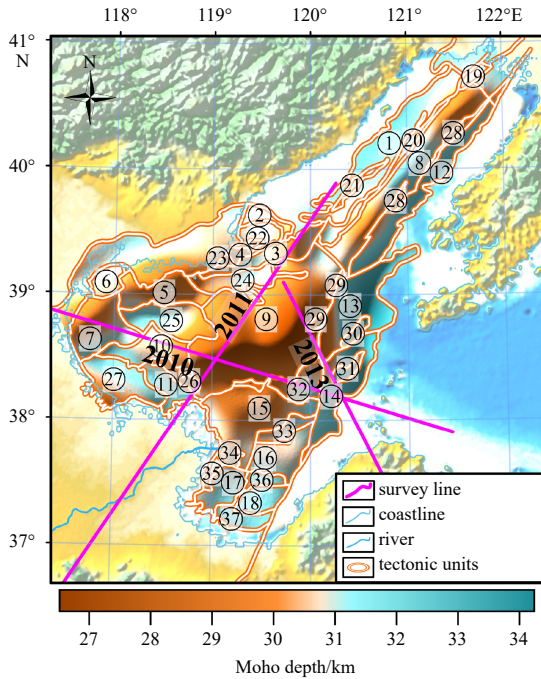 118° 119° 120° 121° 122°E
41°
N
N
19
40°
1 20 28
8
12
21
23
2
22
23 4 3
6
39°
24 29
5
13
25 9 29
30
7
10
2011
2010
2013
31
27 11 26
32
14
38°
15
33
34
16
35 17 36
18
37
37°
survey line
coastline
river
tectonic units
27 28 29 30 31 32 33 34
Moho depth/km